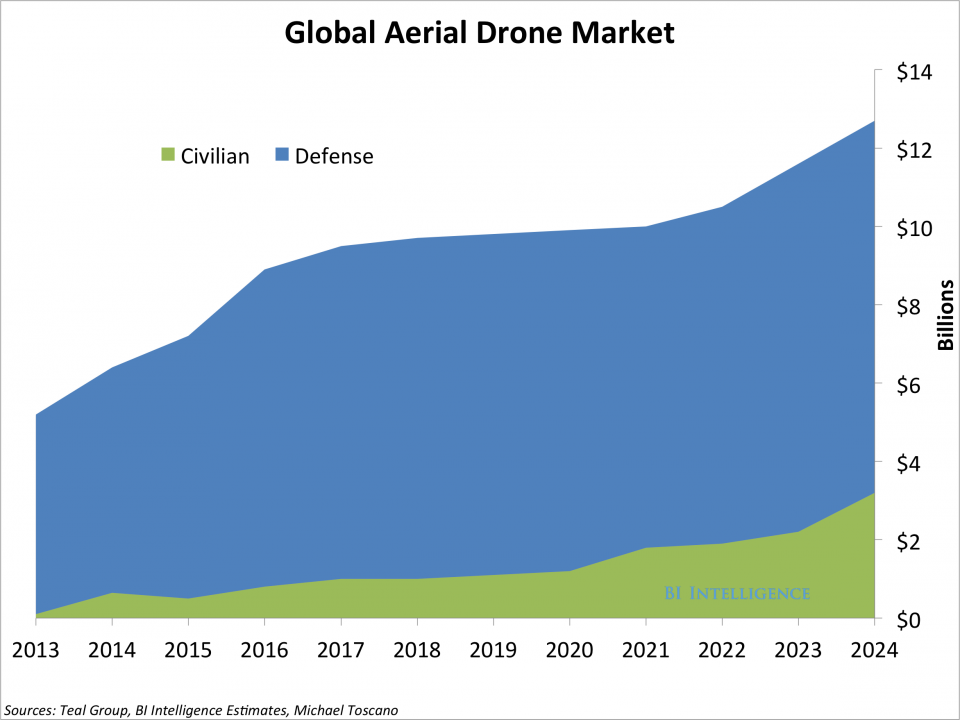 Global Aerial Drone Market
Civilian Defense
$14
$12
$10
$8
$6
$4
$2
$0
Billions
BI INTELLIGENCE
2013 2014 2015 2016 2017 2018 2019 2020 2021 2022 2023 2024
Sources: Teal Group, BI Intelligence Estimates, Michael Toscano